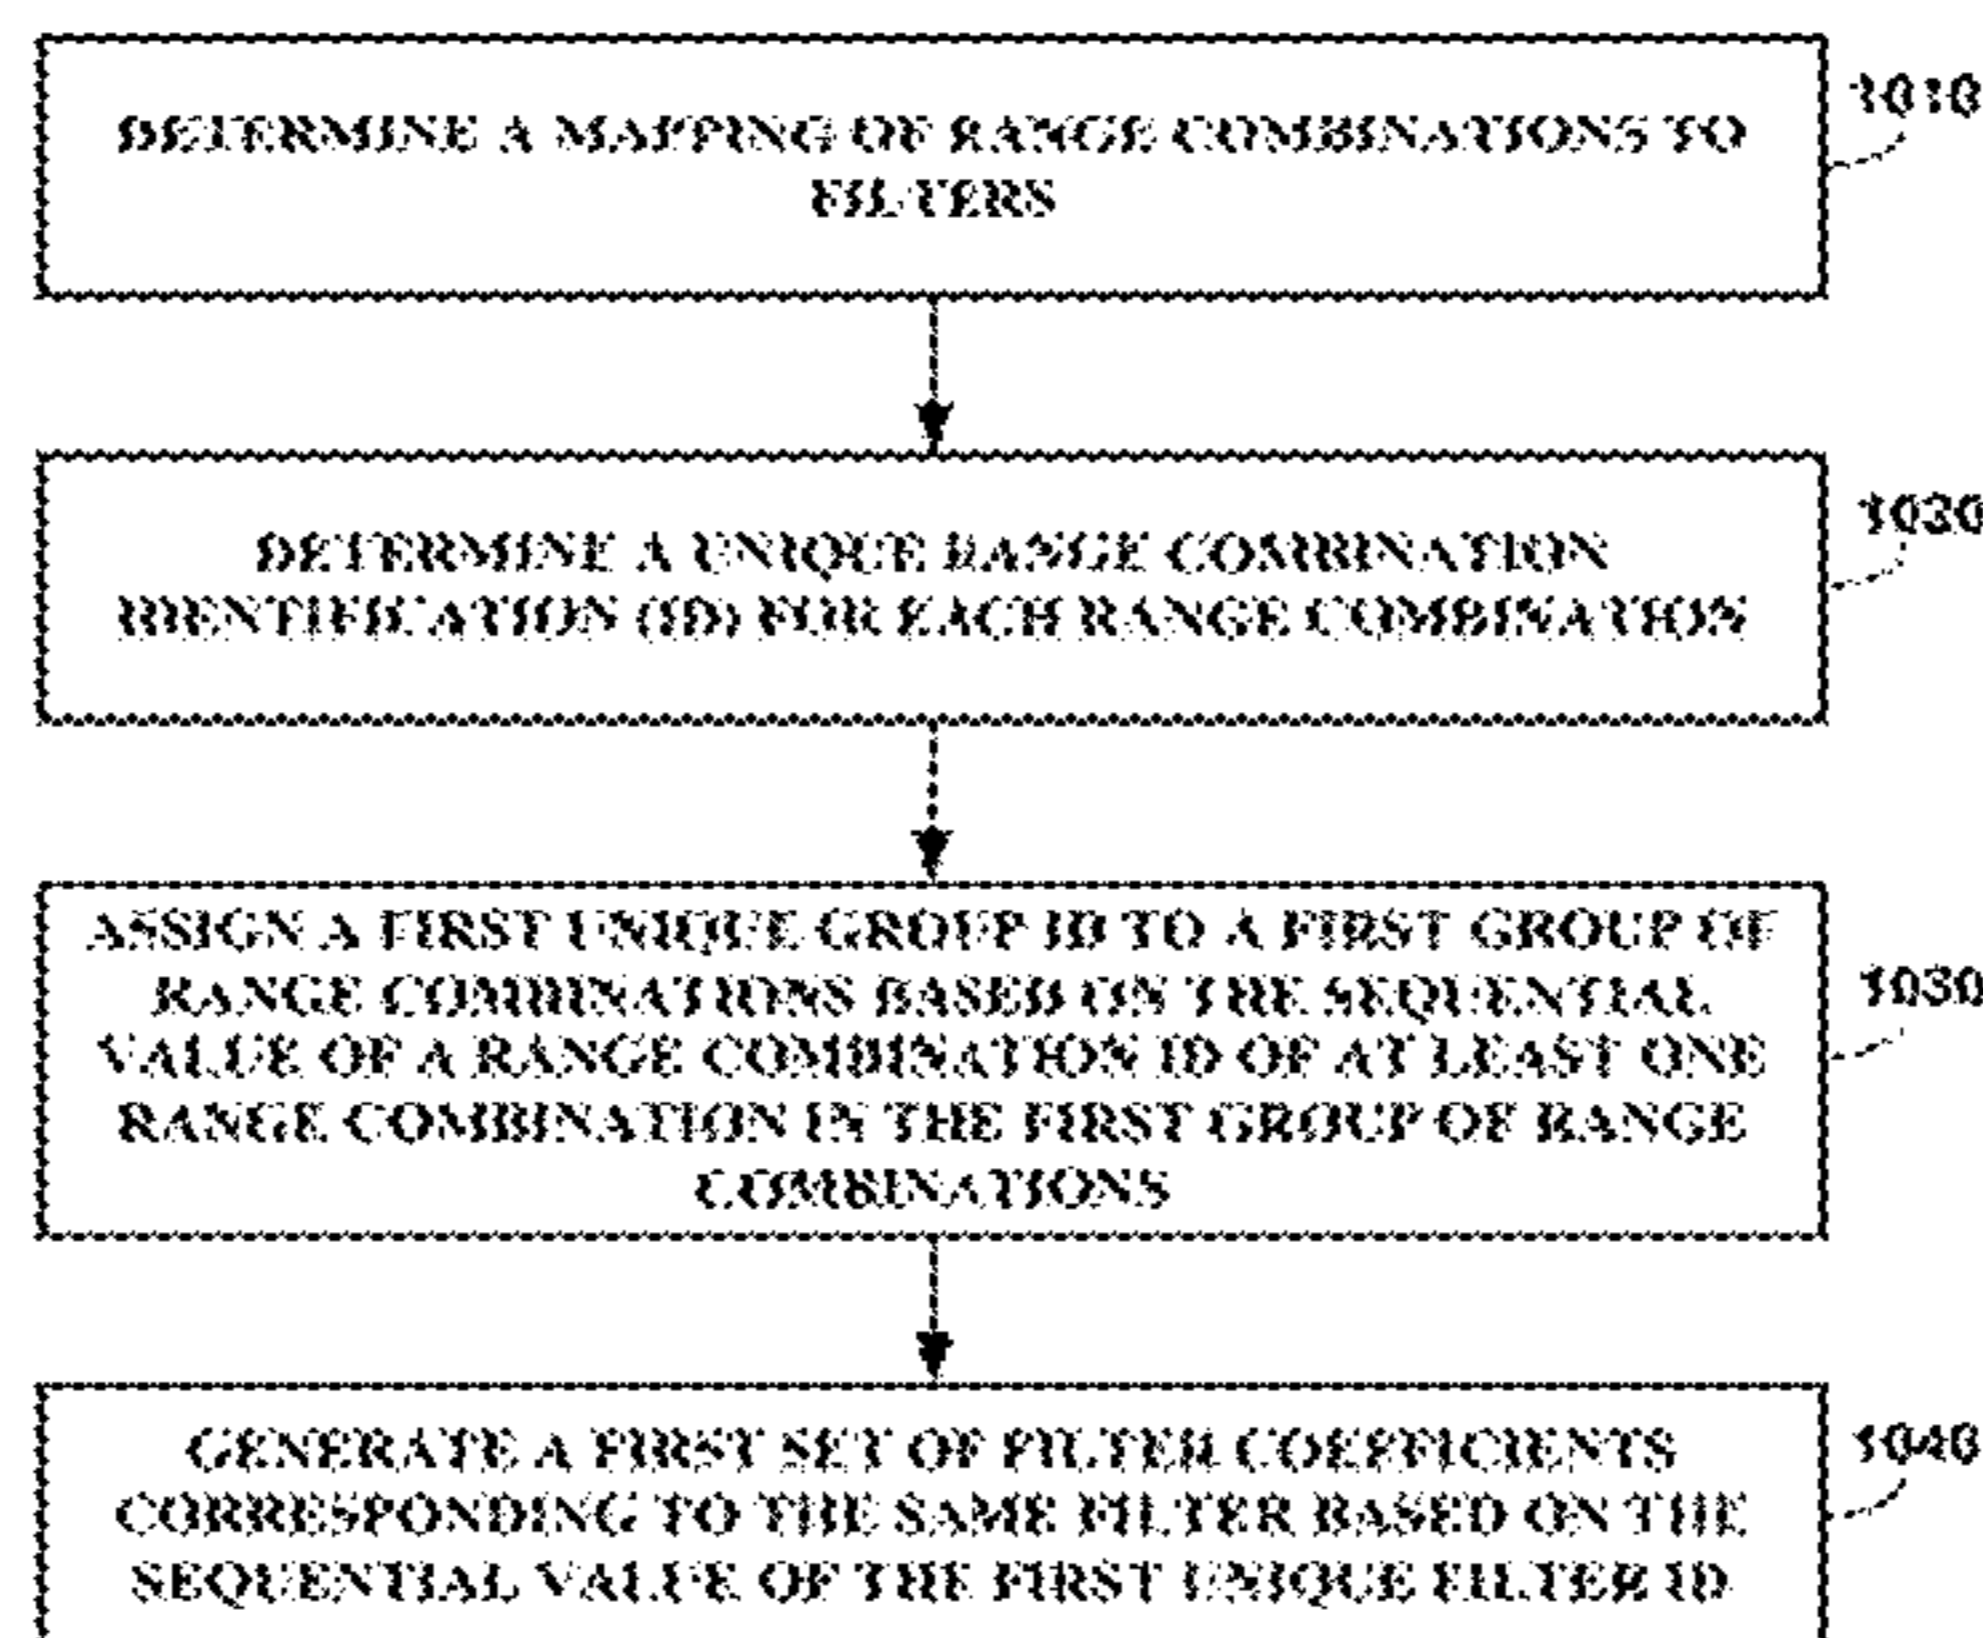 DETERMINE A MAPPING OF RANGE COMBINATIONS TO
FILTERS
1010
DETERMINE A UNIQUE RANGE COMBINATION
IDENTIFICATION (ID) FOR EACH RANGE COMBINATION
1020
ASSIGN A FIRST UNIQUE GROUP ID TO A FIRST GROUP OF
RANGE COMBINATIONS BASED ON THE SEQUENTIAL
VALUE OF A RANGE COMBINATION ID OF AT LEAST ONE
RANGE COMBINATION IN THE FIRST GROUP OF RANGE
COMBINATIONS
1030
GENERATE A FIRST SET OF FILTER COEFFICIENTS
CORRESPONDING TO THE SAME FILTER BASED ON THE
SEQUENTIAL VALUE OF THE FIRST UNIQUE FILTER ID
1040